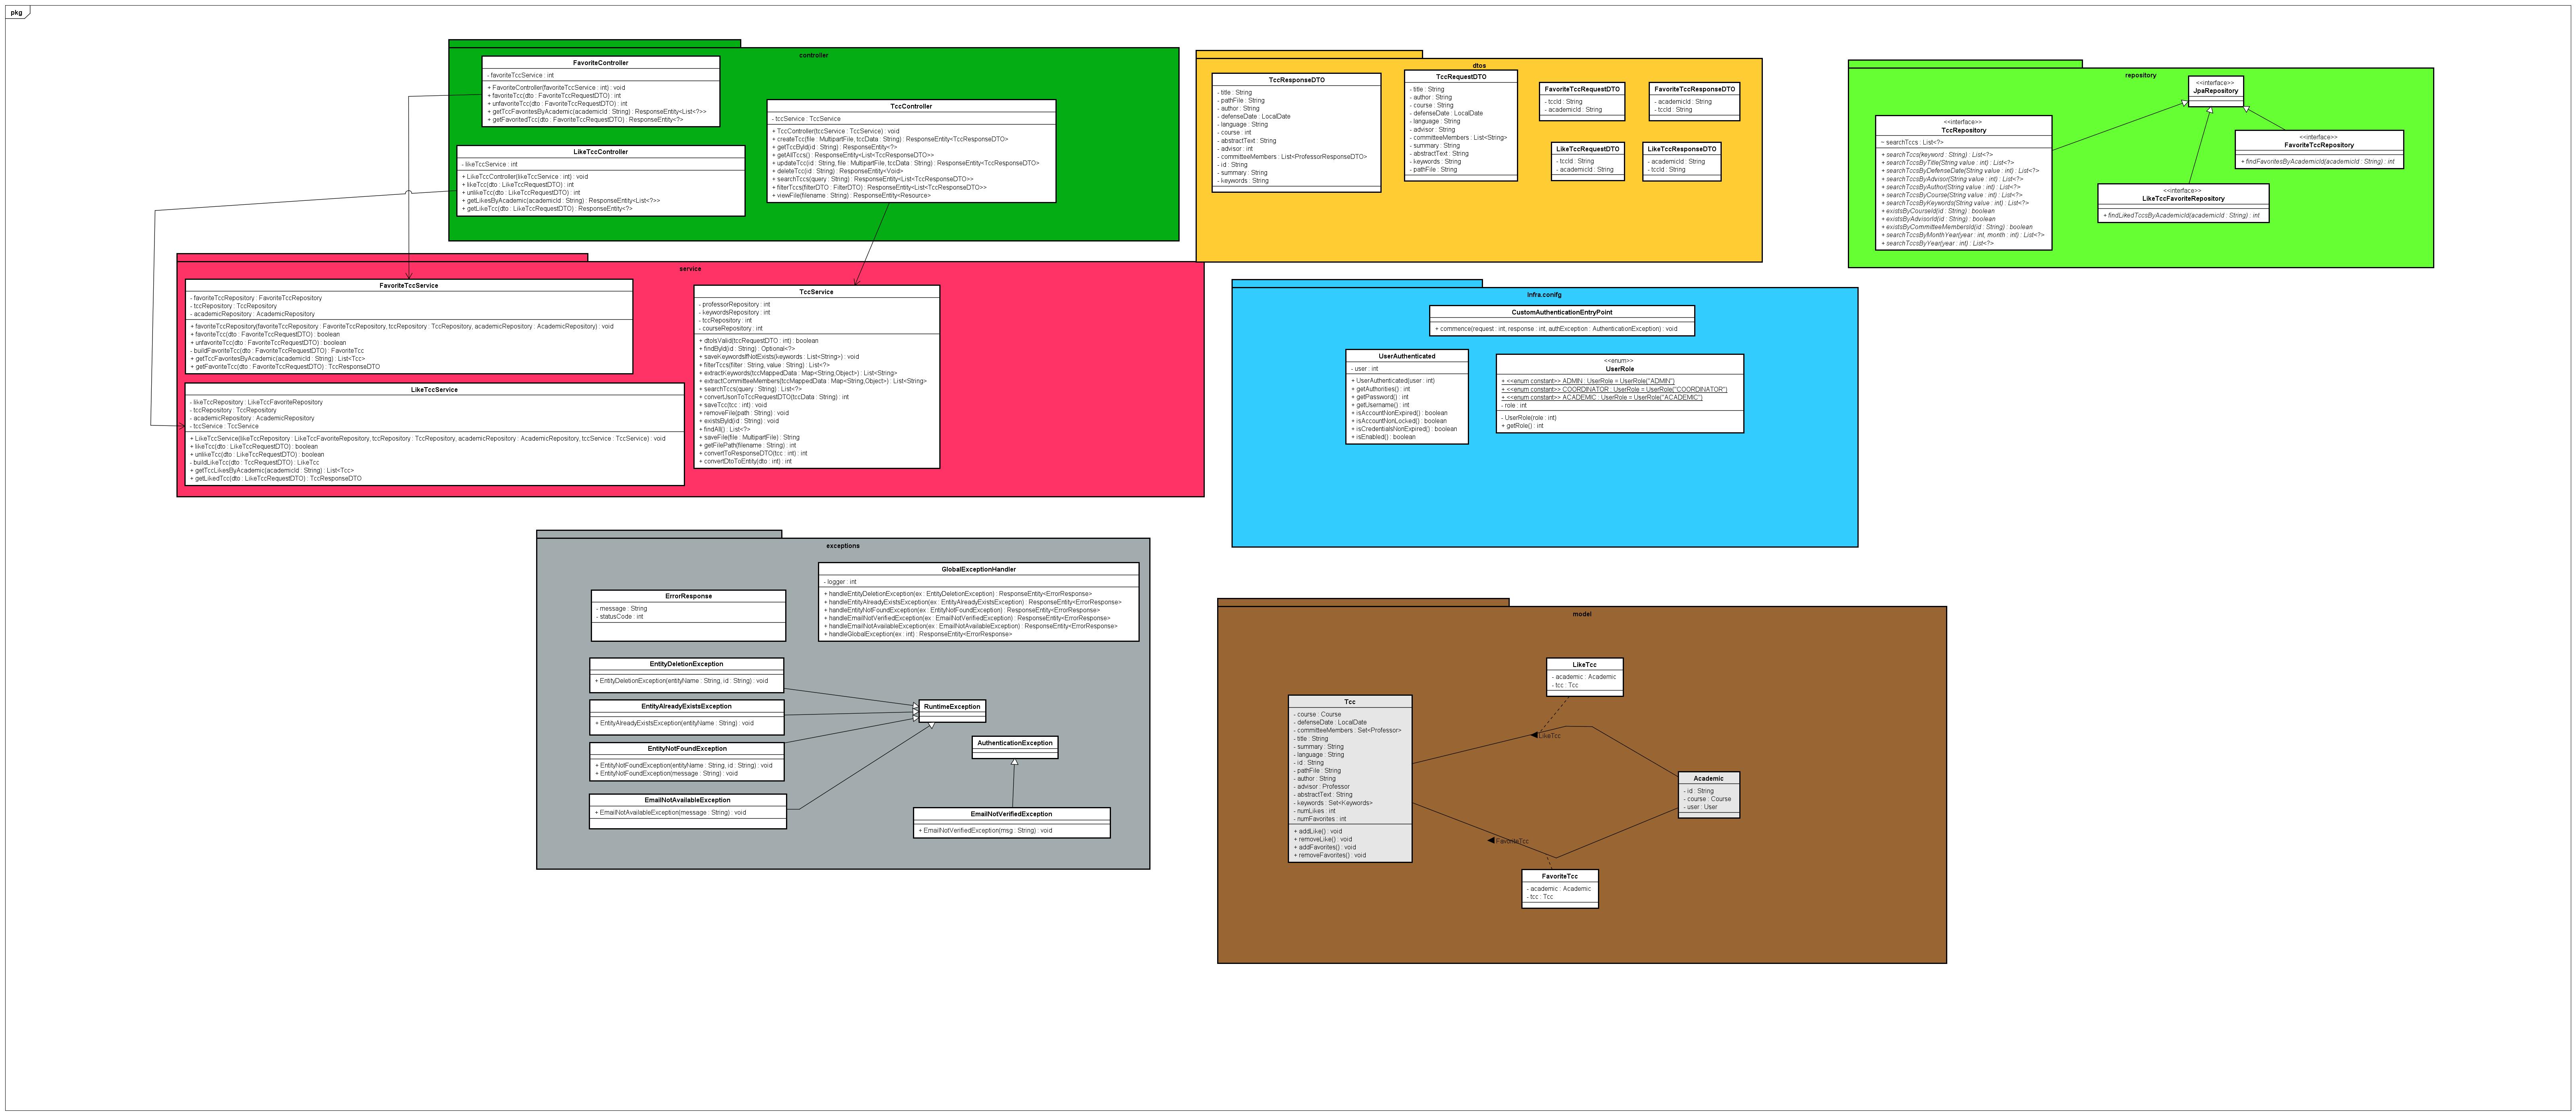 pkg
controller
FavoriteController
- favoriteTccService : int
+ FavoriteController(favoriteTccService : int) : void
+ favoriteTcc(dto : FavoriteTccRequestDTO) : int
+ unfavoriteTcc(dto : FavoriteTccRequestDTO) : int
+ getTccFavoritesByAcademic(academicId : String) : ResponseEntity<List<?>>
+ getFavoritedTcc(dto : FavoriteTccRequestDTO) : ResponseEntity<?>
LikeTccController
- likeTccService : int
+ LikeTccController(likeTccService : int) : void
+ likeTcc(dto : LikeTccRequestDTO) : int
+ unlikeTcc(dto : LikeTccRequestDTO) : int
+ getLikesByAcademic(academicId : String) : ResponseEntity<List<?>>
+ getLikeTcc(dto : LikeTccRequestDTO) : ResponseEntity<?>
TccController
- tccService : TccService
+ TccController(tccService : TccService) : void
+ createTcc(file : MultipartFile, tccData : String) : ResponseEntity<TccResponseDTO>
+ getTccById(id : String) : ResponseEntity<?>
+ getAllTccs() : ResponseEntity<List<TccResponseDTO>>
+ updateTcc(id : String, file : MultipartFile, tccData : String) : ResponseEntity<TccResponseDTO>
+ deleteTcc(id : String) : ResponseEntity<Void>
+ searchTccs(query : String) : ResponseEntity<List<TccResponseDTO>>
+ filterTccs(filterDTO : FilterDTO) : ResponseEntity<List<TccResponseDTO>>
+ viewFile(filename : String) : ResponseEntity<Resource>
dtos
TccResponseDTO
- title : String
- pathFile : String
- author : String
- defenseDate : LocalDate
- language : String
- course : int
- abstractText : String
- advisor : int
- committeeMembers : List<ProfessorResponseDTO>
- id : String
- summary : String
- keywords : String
TccRequestDTO
- title : String
- author : String
- course : String
- defenseDate : LocalDate
- language : String
- advisor : String
- committeeMembers : List<String>
- summary : String
- abstractText : String
- keywords : String
- pathFile : String
FavoriteTccRequestDTO
- tccId : String
- academicId : String
FavoriteTccResponseDTO
- academicId : String
- tccId : String
LikeTccRequestDTO
- tccId : String
- academicId : String
LikeTccResponseDTO
- academicId : String
- tccId : String
repository
<<interface>>
JpaRepository
<<interface>>
TccRepository
~ searchTccs : List<?>
+ searchTccs(keyword : String) : List<?>
+ searchTccsByTitle(String value : int) : List<?>
+ searchTccsByDefenseDate(String value : int) : List<?>
+ searchTccsByAdvisor(String value : int) : List<?>
+ searchTccsByAuthor(String value : int) : List<?>
+ searchTccsByCourse(String value : int) : List<?>
+ searchTccsByKeywords(String value : int) : List<?>
+ existsByCourseId(id : String) : boolean
+ existsByAdvisorId(id : String) : boolean
+ existsByCommitteeMembersId(id : String) : boolean
+ searchTccsByMonthYear(year : int, month : int) : List<?>
+ searchTccsByYear(year : int) : List<?>
<<interface>>
FavoriteTccRepository
+ findFavoritesByAcademicId(academicId : String) : int
<<interface>>
LikeTccFavoriteRepository
+ findLikedTccsByAcademicId(academicId : String) : int
service
FavoriteTccService
- favoriteTccRepository : FavoriteTccRepository
- tccRepository : TccRepository
- academicRepository : AcademicRepository
+ favoriteTccRepository(favoriteTccRepository : FavoriteTccRepository, tccRepository : TccRepository, academicRepository : AcademicRepository) : void
+ favoriteTcc(dto : FavoriteTccRequestDTO) : boolean
+ unfavoriteTcc(dto : FavoriteTccRequestDTO) : boolean
- buildFavoriteTcc(dto : FavoriteTccRequestDTO) : FavoriteTcc
+ getTccFavoritesByAcademic(academicId : String) : List<Tcc>
+ getFavoriteTcc(dto : FavoriteTccRequestDTO) : TccResponseDTO
LikeTccService
- likeTccRepository : LikeTccFavoriteRepository
- tccRepository : TccRepository
- academicRepository : AcademicRepository
- tccService : TccService
+ LikeTccService(likeTccRepository : LikeTccFavoriteRepository, tccRepository : TccRepository, academicRepository : AcademicRepository, tccService : TccService) : void
+ likeTcc(dto : LikeTccRequestDTO) : boolean
+ unlikeTcc(dto : LikeTccRequestDTO) : boolean
- buildLikeTcc(dto : TccRequestDTO) : LikeTcc
+ getTccLikesByAcademic(academicId : String) : List<Tcc>
+ getLikedTcc(dto : LikeTccRequestDTO) : TccResponseDTO
TccService
- professorRepository : int
- keywordsRepository : int
- tccRepository : int
- courseRepository : int
+ dtoIsValid(tccRequestDTO : int) : boolean
+ findById(id : String) : Optional<?>
+ saveKeywordsIfNotExists(keywords : List<String>) : void
+ filterTccs(filter : String, value : String) : List<?>
+ extractKeywords(tccMappedData : Map<String,Object>) : List<String>
+ extractCommitteeMembers(tccMappedData : Map<String,Object>) : List<String>
+ searchTccs(query : String) : List<?>
+ convertJsonToTccRequestDTO(tccData : String) : int
+ saveTcc(tcc : int) : void
+ removeFile(path : String) : void
+ existsById(id : String) : void
+ findAll() : List<?>
+ saveFile(file : MultipartFile) : String
+ getFilePath(filename : String) : int
+ convertToResponseDTO(tcc : int) : int
+ convertDtoToEntity(dto : int) : int
Infra.conifg
CustomAuthenticationEntryPoint
+ commence(request : int, response : int, authException : AuthenticationException) : void
UserAuthenticated
- user : int
+ UserAuthenticated(user : int)
+ getAuthorities() : int
+ getPassword() : int
+ getUsername() : int
+ isAccountNonExpired() : boolean
+ isAccountNonLocked() : boolean
+ isCredentialsNonExpired() : boolean
+ isEnabled() : boolean
<<enum>>
UserRole
+ <<enum constant>> ADMIN : UserRole = UserRole("ADMIN")
+ <<enum constant>> COORDINATOR : UserRole = UserRole("COORDINATOR")
+ <<enum constant>> ACADEMIC : UserRole = UserRole("ACADEMIC")
- role : int
- UserRole(role : int)
+ getRole() : int
exceptions
GlobalExceptionHandler
- logger : int
+ handleEntityDeletionException(ex : EntityDeletionException) : ResponseEntity<ErrorResponse>
+ handleEntityAlreadyExistsException(ex : EntityAlreadyExistsException) : ResponseEntity<ErrorResponse>
+ handleEntityNotFoundException(ex : EntityNotFoundException) : ResponseEntity<ErrorResponse>
+ handleEmailNotVerifiedException(ex : EmailNotVerifiedException) : ResponseEntity<ErrorResponse>
+ handleEmailNotAvailableException(ex : EmailNotAvailableException) : ResponseEntity<ErrorResponse>
+ handleGlobalException(ex : int) : ResponseEntity<ErrorResponse>
ErrorResponse
- message : String
- statusCode : int
EntityDeletionException
+ EntityDeletionException(entityName : String, id : String) : void
EntityAlreadyExistsException
+ EntityAlreadyExistsException(entityName : String) : void
EntityNotFoundException
+ EntityNotFoundException(entityName : String, id : String) : void
+ EntityNotFoundException(message : String) : void
EmailNotAvailableException
+ EmailNotAvailableException(message : String) : void
RuntimeException
AuthenticationException
EmailNotVerifiedException
+ EmailNotVerifiedException(msg : String) : void
model
LikeTcc
- academic : Academic
- tcc : Tcc
Tcc
- course : Course
- defenseDate : LocalDate
- committeeMembers : Set<Professor>
- title : String
- summary : String
- language : String
- id : String
- pathFile : String
- author : String
- advisor : Professor
- abstractText : String
- keywords : Set<Keywords>
- numLikes : int
- numFavorites : int
+ addLike() : void
+ removeLike() : void
+ addFavorites() : void
+ removeFavorites() : void
LikeTcc
Academic
- id : String
- course : Course
- user : User
FavoriteTcc
FavoriteTcc
- academic : Academic
- tcc : Tcc